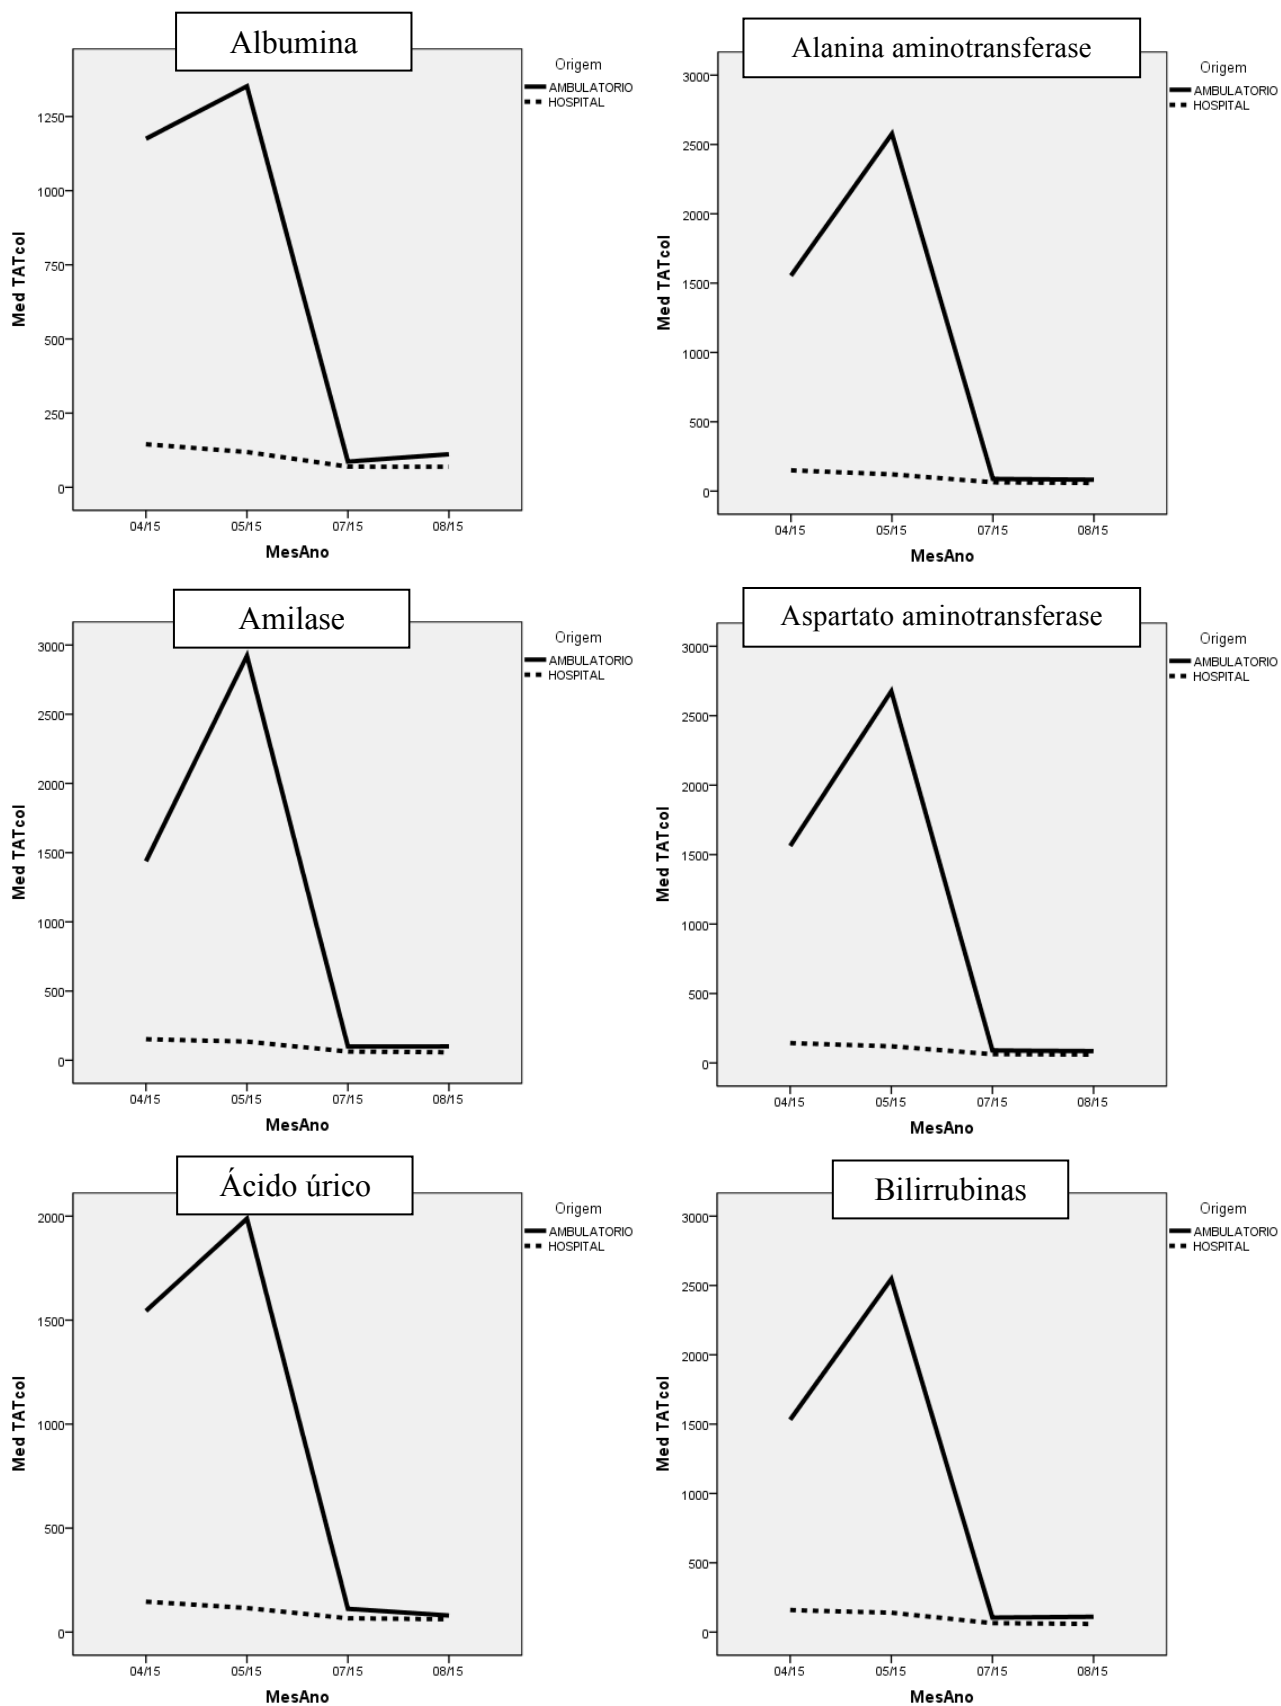 Albumina
Origem
AMBULATORIO
HOSPITAL
1250
1000
750
500
250
0
Med TATcol
04/15 05/15 07/15 08/15
MesAno
Alanina aminotransferase
Origem
AMBULATORIO
HOSPITAL
3000
2500
2000
1500
1000
500
0
Med TATcol
04/15 05/15 07/15 08/15
MesAno
Amilase
Origem
AMBULATORIO
HOSPITAL
3000
2500
2000
1500
1000
500
0
Med TATcol
04/15 05/15 07/15 08/15
MesAno
Aspartato aminotransferase
Origem
AMBULATORIO
HOSPITAL
3000
2500
2000
1500
1000
500
0
Med TATcol
04/15 05/15 07/15 08/15
MesAno
Ácido úrico
Origem
AMBULATORIO
HOSPITAL
2000
1500
1000
500
0
Med TATcol
04/15 05/15 07/15 08/15
MesAno
Bilirrubinas
Origem
AMBULATORIO
HOSPITAL
3000
2500
2000
1500
1000
500
0
Med TATcol
04/15 05/15 07/15 08/15
MesAno